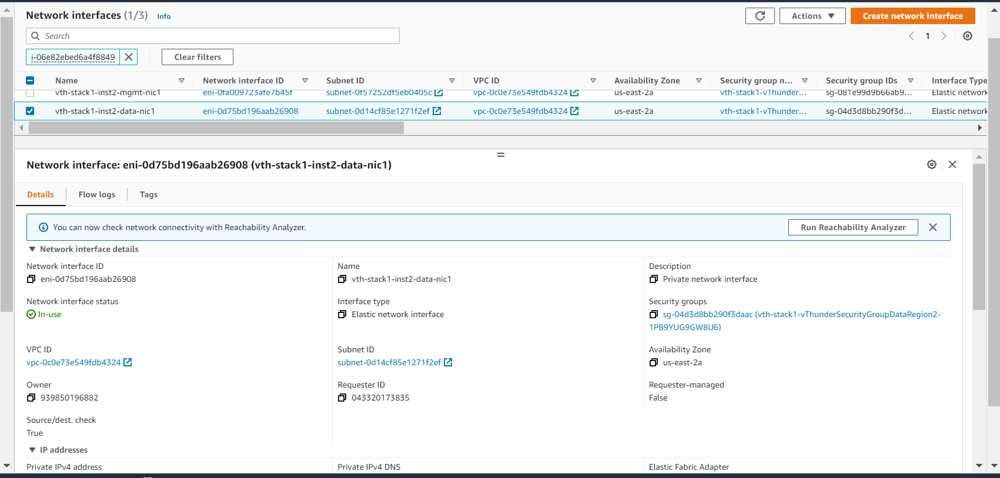 Network interfaces (1/3) Info
Actions
Create network interface
Search
1
i-06e82ebed6a4f8849
Clear filters
Name Network interface ID Subnet ID VPC ID Availability Zone Security group n... Security group IDs Interface Type
vth-stack1-inst2-mgmt-nic1 eni-0fa009723afe7b45f subnet-0f57252df5eb0405c vpc-0c0e73e549fdb4324 us-east-2a vth-stack1-vThunder... sg-081e99d9b66ab9... Elastic network
vth-stack1-inst2-data-nic1 eni-0d75bd196aab26908 subnet-0d14cf85e1271f2ef vpc-0c0e73e549fdb4324 us-east-2a vth-stack1-vThunder... sg-04d3d8bb290f3d... Elastic network
Network interface: eni-0d75bd196aab26908 (vth-stack1-inst2-data-nic1)
Details Flow logs Tags
You can now check network connectivity with Reachability Analyzer.
Run Reachability Analyzer
Network interface details
Network interface ID
eni-0d75bd196aab26908
Name
vth-stack1-inst2-data-nic1
Description
Private network interface
Network interface status
In-use
Interface type
Elastic network interface
Security groups
sg-04d3d8bb290f3daac (vth-stack1-vThunderSecurityGroupDataRegion2-
1PB9YUG9GW8U6)
VPC ID
vpc-0c0e73e549fdb4324
Subnet ID
subnet-0d14cf85e1271f2ef
Availability Zone
us-east-2a
Owner
939850196882
Requester ID
043320173835
Requester-managed
False
Source/dest. check
True
IP addresses
Private IPv4 address
Private IPv4 DNS
Elastic Fabric Adapter